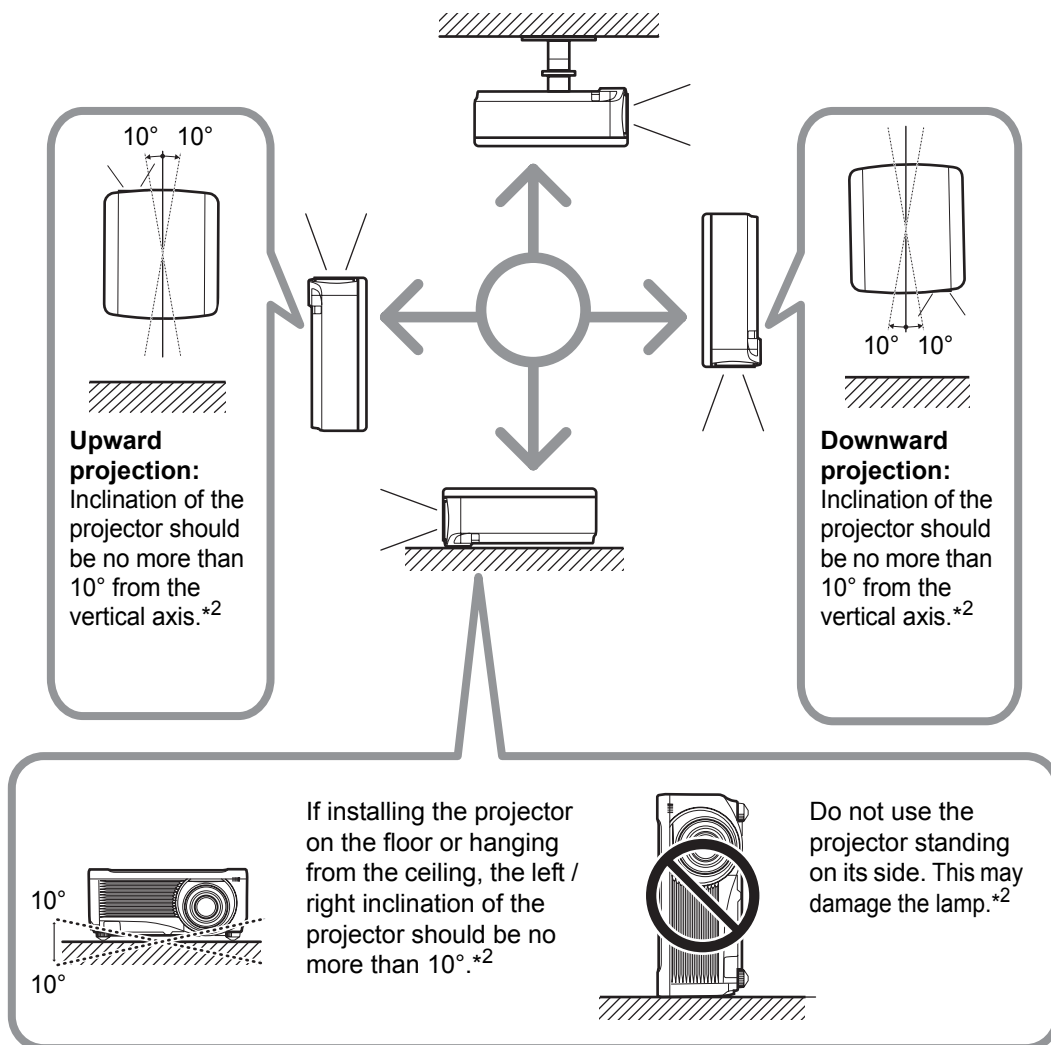 10° 10°
Upward
projection:
Inclination of the
projector should
be no more than
10° from the
vertical axis.*2
10° 10°
Downward
projection:
Inclination of the
projector should
be no more than
10° from the
vertical axis.*2
10°
10°
If installing the projector
on the floor or hanging
from the ceiling, the left /
right inclination of the
projector should be no
more than 10°.*2
Do not use the
projector standing
on its side. This may
damage the lamp.*2